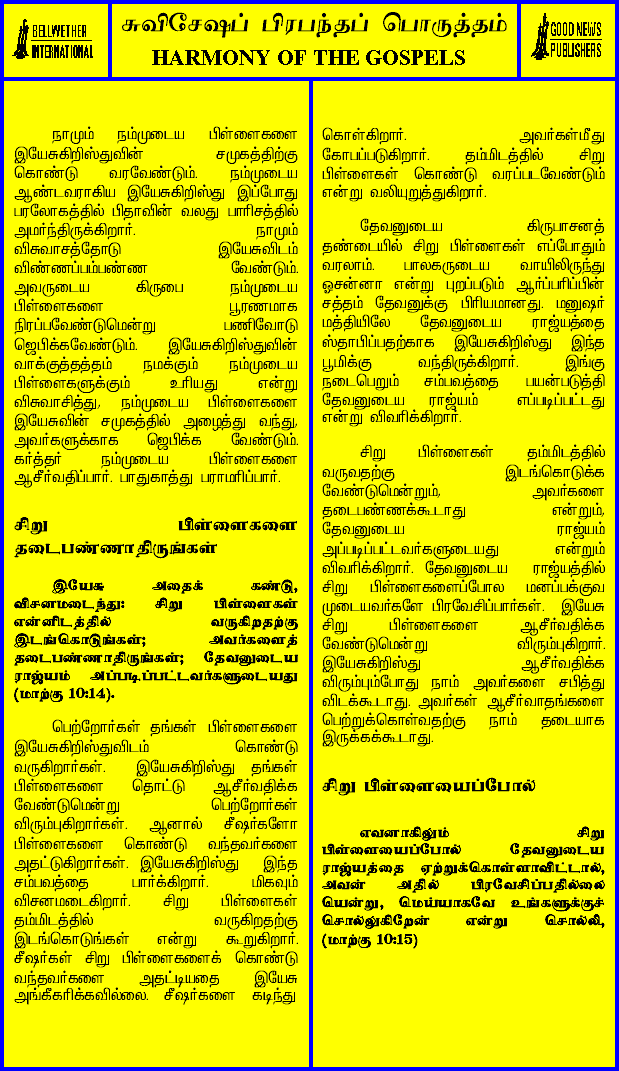 BELLWETHER
INTERNATIONAL
சுவிசேஷப் பிரபந்தப் பொருத்தம்
HARMONY OF THE GOSPELS
GOOD NEWS
PUBLISHERS
நாமும் நம்முடைய பிள்ளைகளை
இயேசுகிறிஸ்துவின் சமுகத்திற்கு
கொண்டு வரவேண்டும். நம்முடைய
ஆண்டவராகிய இயேசுகிறிஸ்து இப்போது
பரலோகத்தில் பிதாவின் வலது பாரிசத்தில்
அமர்ந்திருக்கிறார். நாமும்
விசுவாசத்தோடு இயேசுவிடம்
விண்ணப்பம்பண்ண வேண்டும்.
அவருடைய கிருபை நம்முடைய
பிள்ளைகளை பூரணமாக
நிரப்பவேண்டுமென்று பணிவோடு
ஜெபிக்கவேண்டும். இயேசுகிறிஸ்துவின்
வாக்குத்தத்தம் நமக்கும் நம்முடைய
பிள்ளைகளுக்கும் உரியது என்று
விசுவாசித்து, நம்முடைய பிள்ளைகளை
இயேசுவின் சமுகத்தில் அழைத்து வந்து,
அவர்களுக்காக ஜெபிக்க வேண்டும்.
கர்த்தர் நம்முடைய பிள்ளைகளை
ஆசீர்வதிப்பார். பாதுகாத்து பராமரிப்பார்.
சிறு பிள்ளைகளை
தடைபண்ணாதிருங்கள்
இயேசு அதைக் கண்டு,
விசனமடைந்து: சிறு பிள்ளைகள்
என்னிடத்தில் வருகிறதற்கு
இடங்கொடுங்கள்; அவர்களைத்
தடைபண்ணாதிருங்கள்; தேவனுடைய
ராஜ்யம் அப்படிப்பட்டவர்களுடையது
(மாற்கு 10:14).
பெற்றோர்கள் தங்கள் பிள்ளைகளை
இயேசுகிறிஸ்துவிடம் கொண்டு
வருகிறார்கள். இயேசுகிறிஸ்து தங்கள்
பிள்ளைகளை தொட்டு ஆசீர்வதிக்க
வேண்டுமென்று பெற்றோர்கள்
விரும்புகிறார்கள். ஆனால் சீஷர்களோ
பிள்ளைகளை கொண்டு வந்தவர்களை
அதட்டுகிறார்கள். இயேசுகிறிஸ்து இந்த
சம்பவத்தை பார்க்கிறார். மிகவும்
விசனமடைகிறார். சிறு பிள்ளைகள்
தம்மிடத்தில் வருகிறதற்கு
இடங்கொடுங்கள் என்று கூறுகிறார்.
சீஷர்கள் சிறு பிள்ளைகளைக் கொண்டு
வந்தவர்களை அதட்டியதை இயேசு
அங்கீகரிக்கவில்லை. சீஷர்களை கடிந்து
கொள்கிறார். அவர்கள்மீது
கோபப்படுகிறார். தம்மிடத்தில் சிறு
பிள்ளைகள் கொண்டு வரப்படவேண்டும்
என்று வலியுறுத்துகிறார்.
தேவனுடைய கிருபாசனத்
தண்டையில் சிறு பிள்ளைகள் எப்போதும்
வரலாம். பாலகருடைய வாயிலிருந்து
ஓசன்னா என்று புறப்படும் ஆர்ப்பரிப்பின்
சத்தம் தேவனுக்கு பிரியமானது. மனுஷர்
மத்தியிலே தேவனுடைய ராஜ்யத்தை
ஸ்தாபிப்பதற்காக இயேசுகிறிஸ்து இந்த
பூமிக்கு வந்திருக்கிறார். இங்கு
நடைபெறும் சம்பவத்தை பயன்படுத்தி
தேவனுடைய ராஜ்யம் எப்படிப்பட்டது
என்று விவரிக்கிறார்.
சிறு பிள்ளைகள் தம்மிடத்தில்
வருவதற்கு இடங்கொடுக்க
வேண்டுமென்றும், அவர்களை
தடைபண்ணக்கூடாது என்றும்,
தேவனுடைய ராஜ்யம்
அப்படிப்பட்டவர்களுடையது என்றும்
விவரிக்கிறார். தேவனுடைய ராஜ்யத்தில்
சிறு பிள்ளைகளைப்போல மனப்பக்குவ
முடையவர்களே பிரவேசிப்பார்கள். இயேசு
சிறு பிள்ளைகளை ஆசீர்வதிக்க
வேண்டுமென்று விரும்புகிறார்.
இயேசுகிறிஸ்து ஆசீர்வதிக்க
விரும்பும்போது நாம் அவர்களை சபித்து
விடக்கூடாது. அவர்கள் ஆசீர்வாதங்களை
பெற்றுக்கொள்வதற்கு நாம் தடையாக
இருக்கக்கூடாது.
சிறு பிள்ளையைப்போல்
எவனாகிலும் சிறு
பிள்ளையைப்போல் தேவனுடைய
ராஜ்யத்தை ஏற்றுக்கொள்ளாவிட்டால்,
அவன் அதில் பிரவேசிப்பதில்லை
யென்று, மெய்யாகவே உங்களுக்குச்
சொல்லுகிறேன் என்று சொல்லி,
(மாற்கு 10:15)